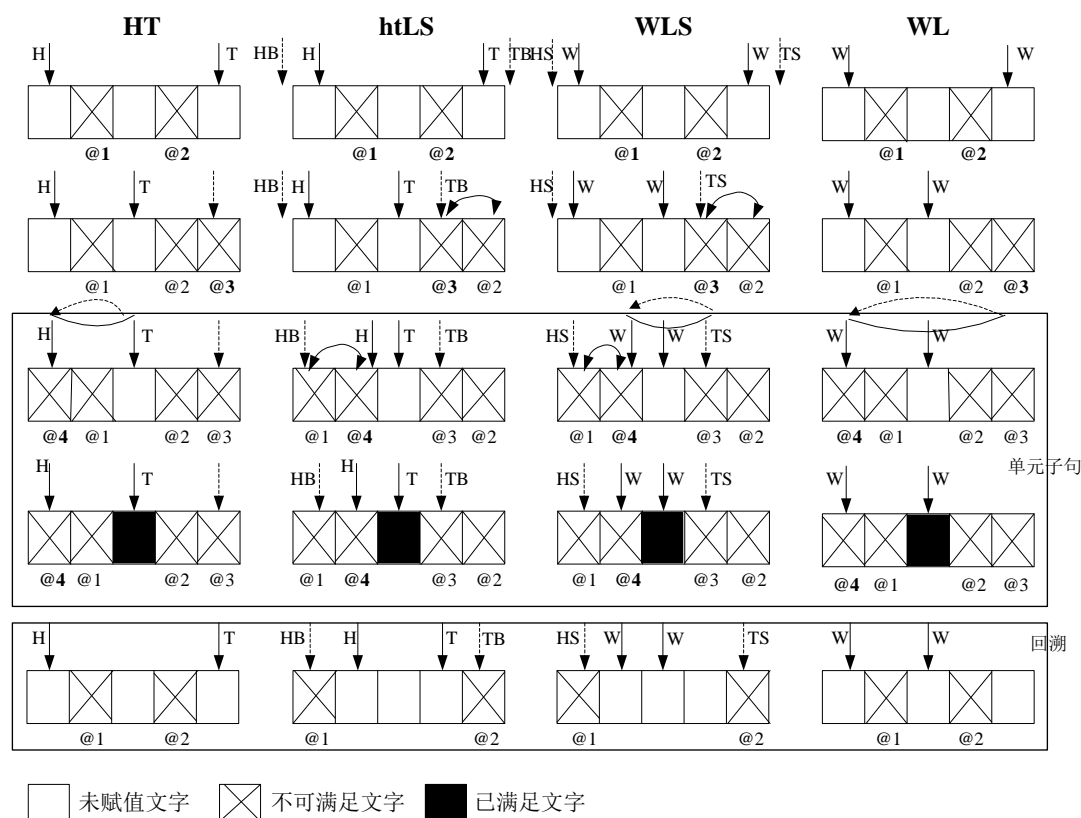 HT htLS WLS WL
H T HB H T TB HS W W TS W W
@1 @2 @1 @2 @1 @2 @1 @2
H T HB H T TB HS W W TS W W
@1 @2 @3 @1 @3 @2 @1 @3 @2 @1 @2 @3
H T HB H T TB HS W W TS W W
@4 @1 @2 @3 @1 @4 @3 @2 @1 @4 @3 @2 @4 @1 @2 @3
单元子句
H T HB H T TB HS W W TS W W
@4 @1 @2 @3 @1 @4 @3 @2 @1 @4 @3 @2 @4 @1 @2 @3
H T HB H T TB HS W W TS W W
回溯
@1 @2 @1 @2 @1 @2 @1 @2
未赋值文字 不可满足文字 已满足文字